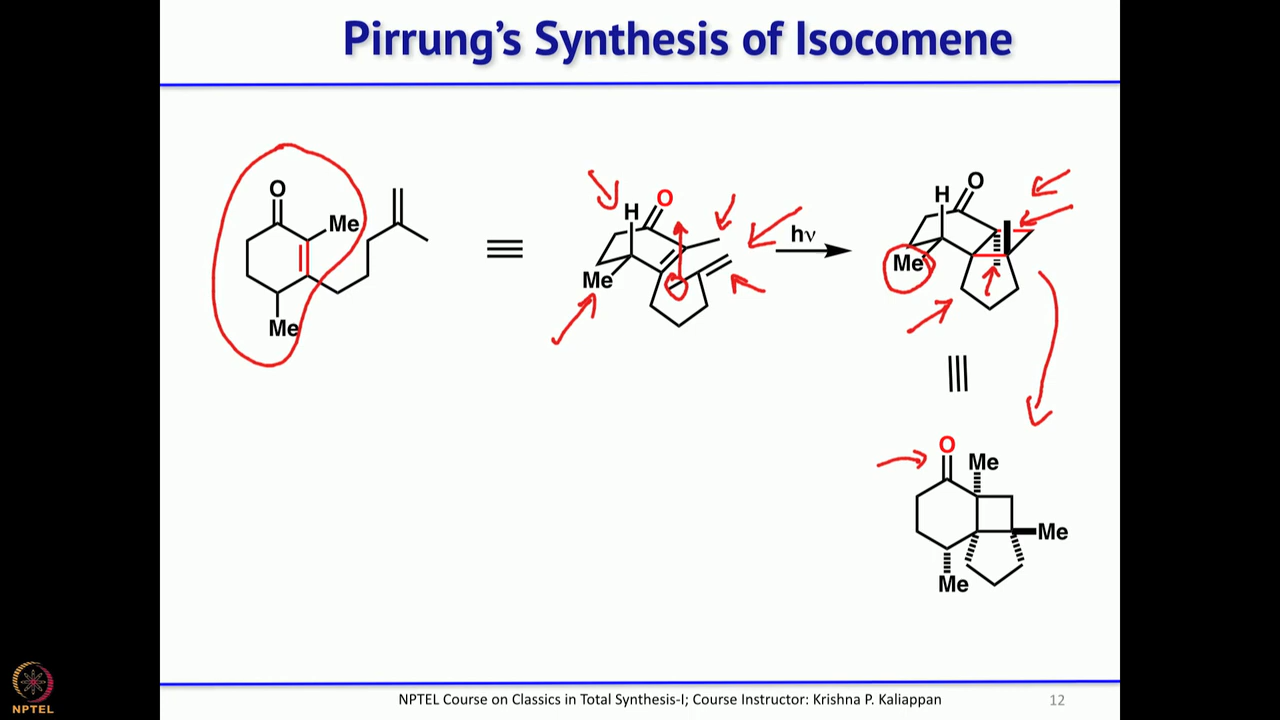 Pirrung's Synthesis of Isocomene
O
Me
Me
H
O
Me
hν
H
O
Me
O
Me
Me
Me
NPTEL Course on Classics in Total Synthesis-I; Course Instructor: Krishna P. Kaliappan
12
NPTEL